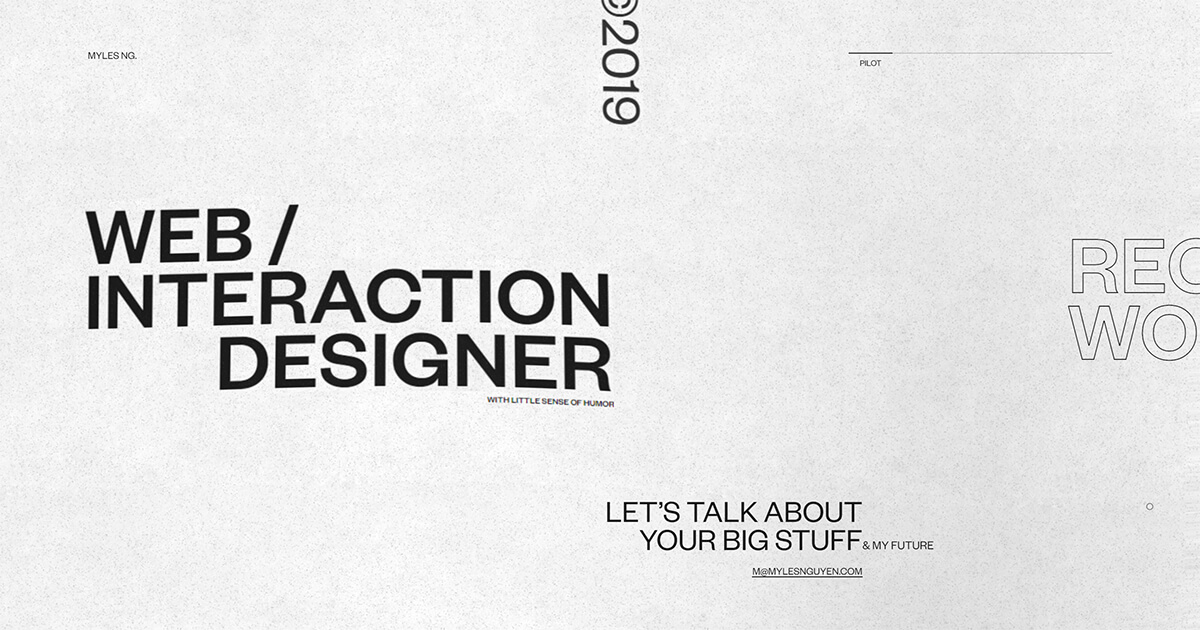 MYLES NG.
©2019
PILOT
WEB /
INTERACTION
DESIGNER
WITH LITTLE SENSE OF HUMOR
REC
WO
LET'S TALK ABOUT
YOUR BIG STUFF & MY FUTURE
M@MYLESNGUYEN.COM